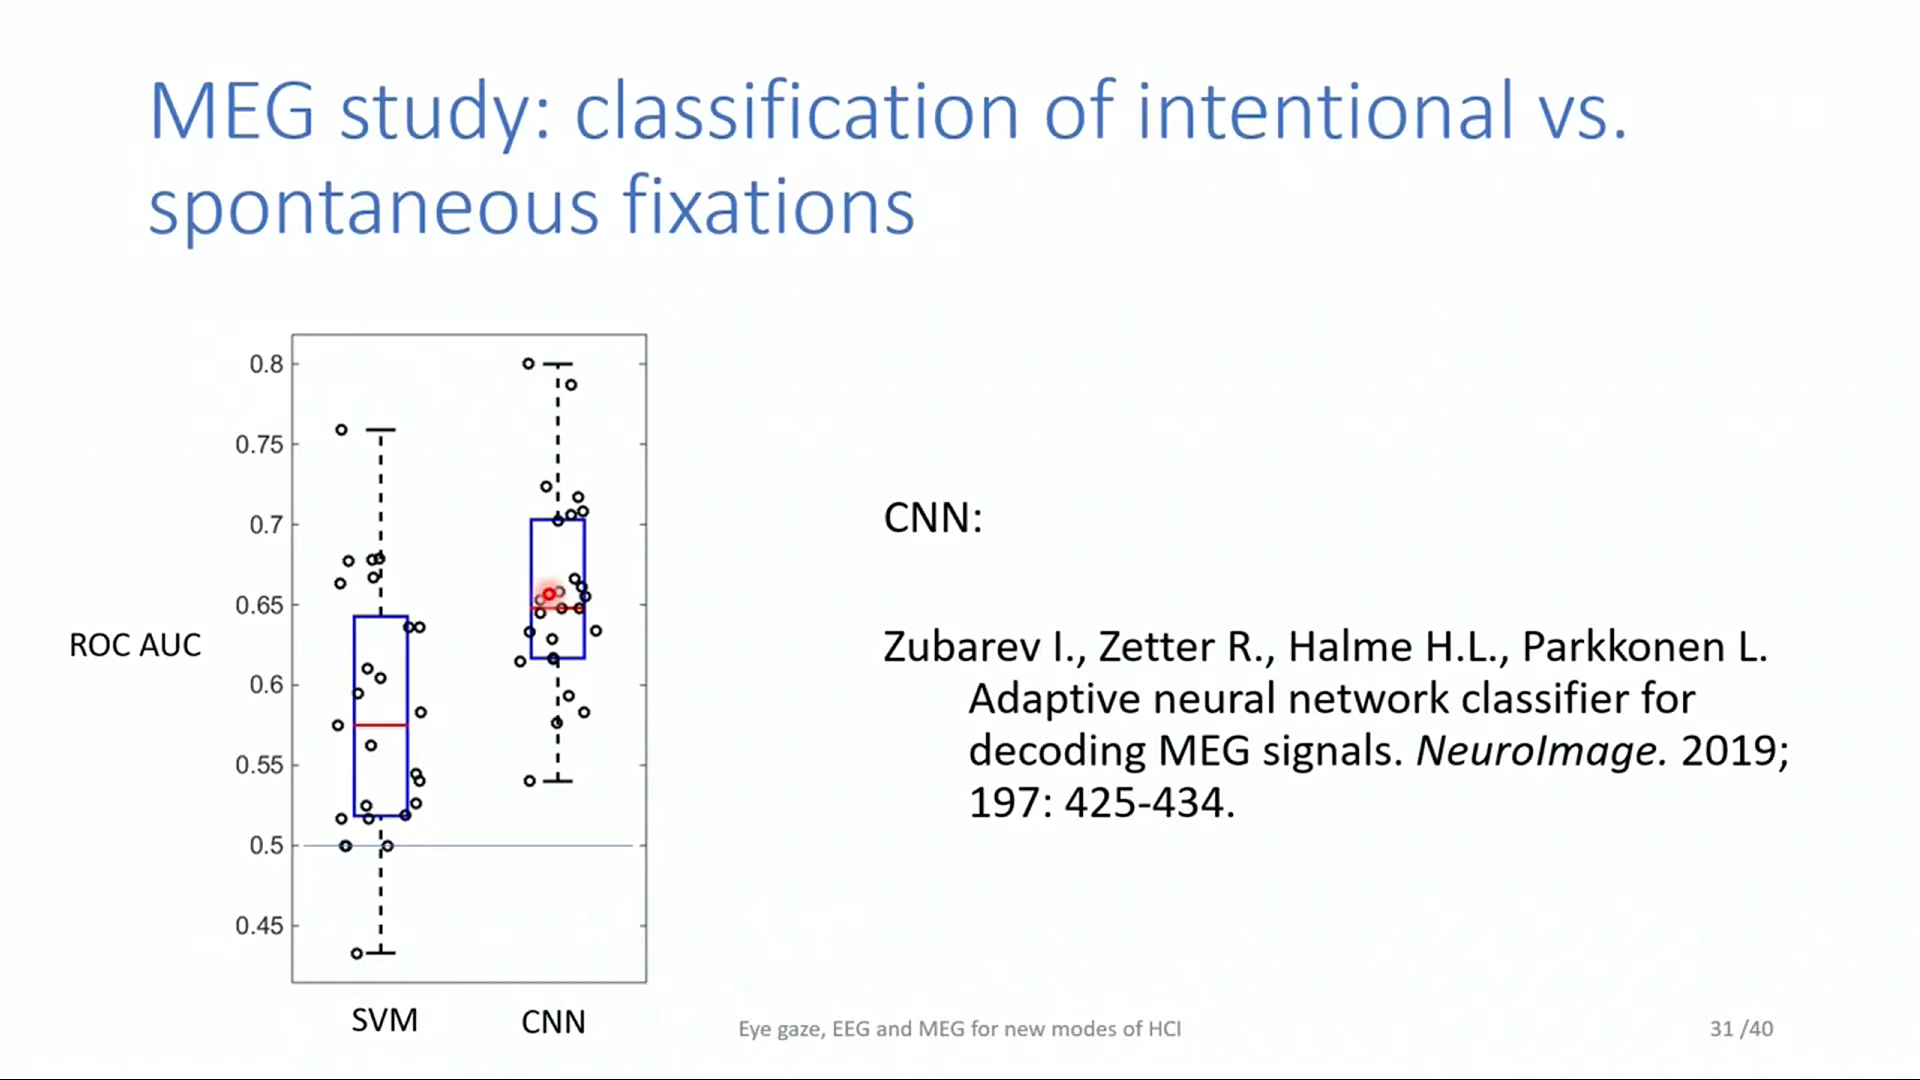 MEG study: classification of intentional vs.
spontaneous fixations
0.8
0.75
0.7
0.65
0.6
0.55
0.5
0.45
ROC AUC
SVM
CNN
CNN:
Zubarev I., Zetter R., Halme H.L., Parkkonen L.
Adaptive neural network classifier for
decoding MEG signals. NeuroImage. 2019;
197: 425-434.
Eye gaze, EEG and MEG for new modes of HCI
31 /40